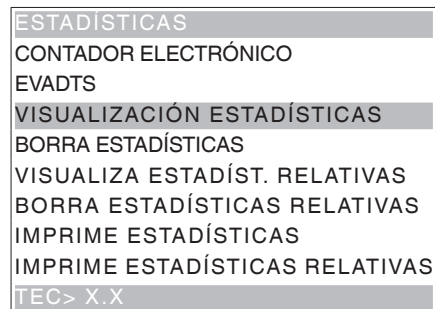 ESTADÍSTICAS
CONTADOR ELECTRÓNICO
EVADTS
VISUALIZACIÓN ESTADÍSTICAS
BORRA ESTADÍSTICAS
VISUALIZA ESTADÍST. RELATIVAS
BORRA ESTADÍSTICAS RELATIVAS
IMPRIME ESTADÍSTICAS
IMPRIME ESTADÍSTICAS RELATIVAS
TEC> X.X